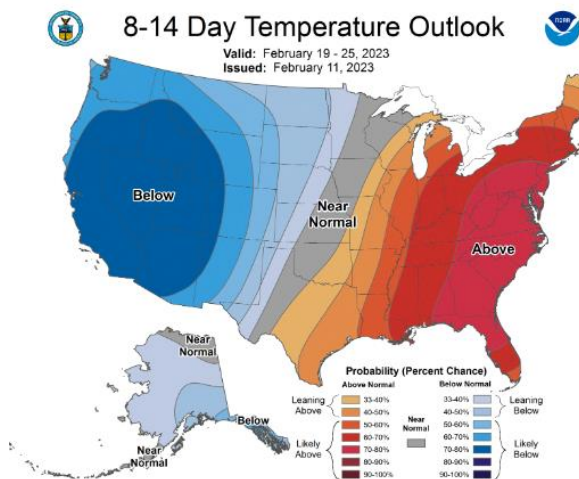 8-14 Day Temperature Outlook
Valid: February 19 - 25, 2023
Issued: February 11, 2023
NOAA
Below
Near
Normal
Above
Near
Normal
Below
Near
Normal
Probability (Percent Chance)
Above Normal
Below Normal
Leaning
Above
Likely
Above
33-40%
40-50%
50-60%
60-70%
70-80%
80-90%
90-100%
Near
Normal
33-40%
40-50%
50-60%
60-70%
70-80%
80-90%
90-100%
Leaning
Below
Likely
Below